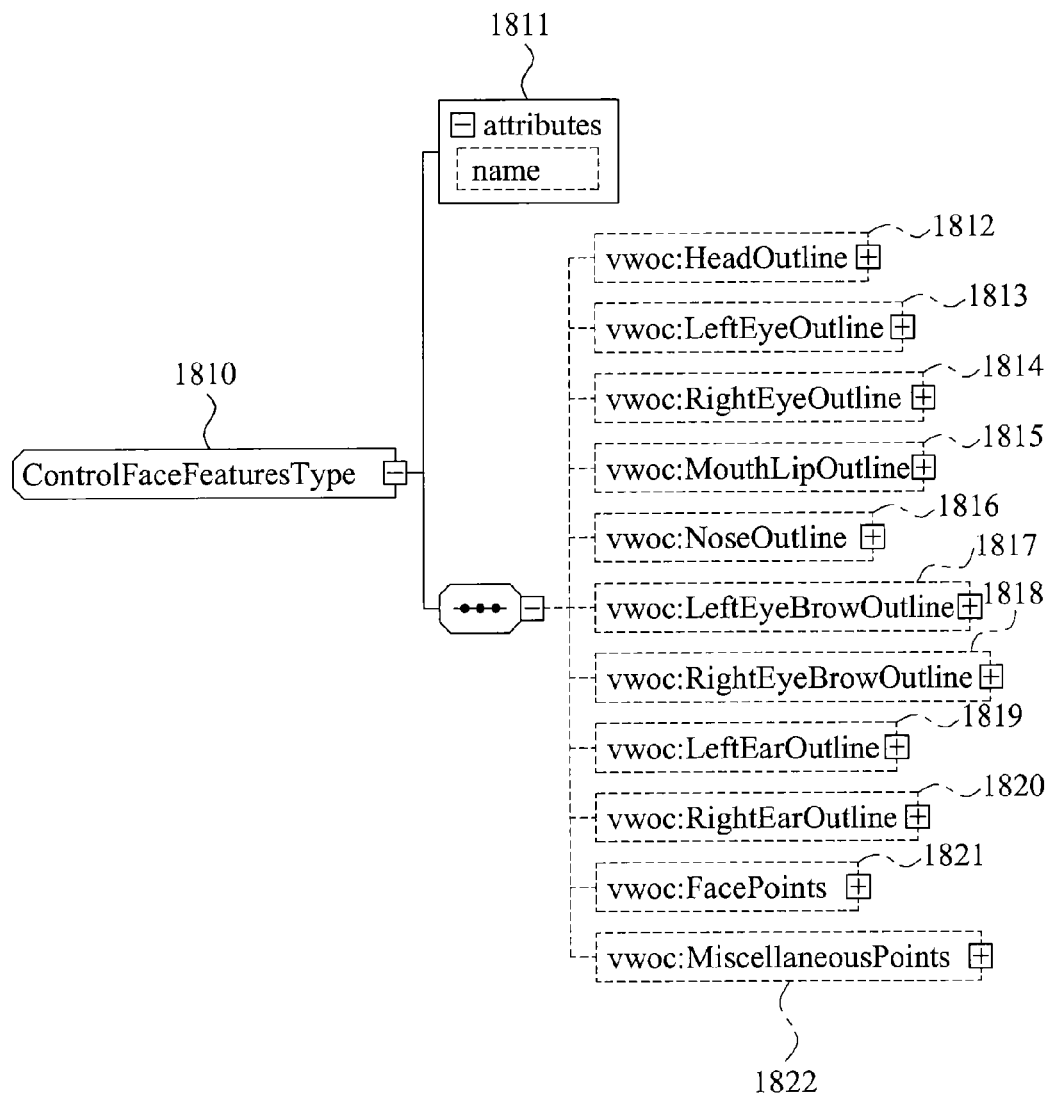 1811
attributes
name
1812
vwoc:HeadOutline
1813
vwoc:LeftEyeOutline
1814
vwoc:RightEyeOutline
1810
ControlFaceFeaturesType
1815
vwoc:MouthLipOutline
1816
vwoc:NoseOutline
1817
vwoc:LeftEyeBrowOutline
1818
vwoc:RightEyeBrowOutline
1819
vwoc:LeftEarOutline
1820
vwoc:RightEarOutline
1821
vwoc:FacePoints
vwoc:MiscellaneousPoints
1822